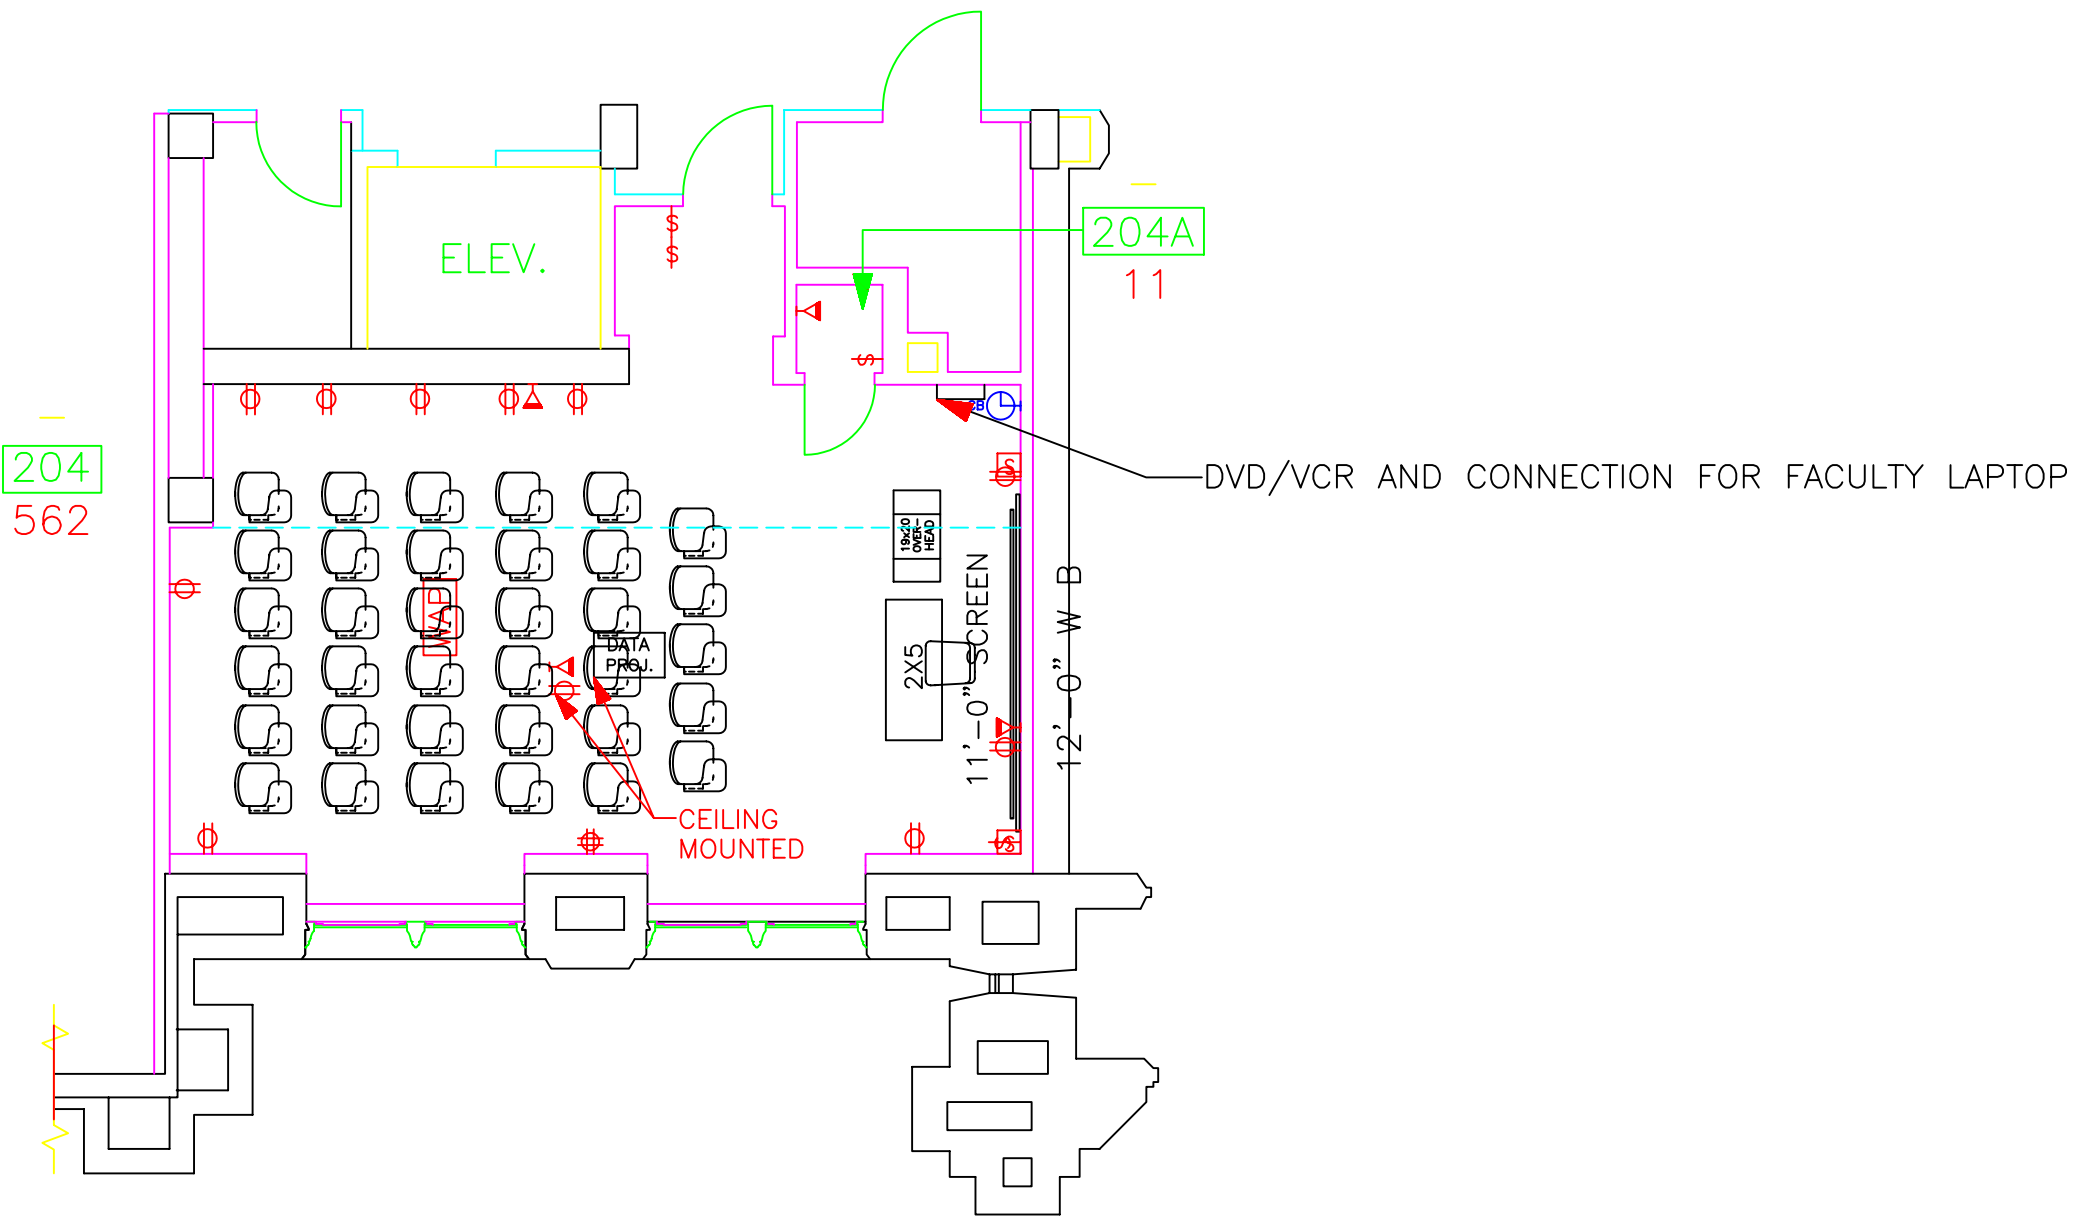 ELEV.
$
$
204A
11
$
CB
204
562
S
DVD/VCR AND CONNECTION FOR FACULTY LAPTOP
19x20
OVER-
HEAD
WAP
DATA
PROJ.
2X5
11'-0" SCREEN
12'-0" W B
CEILING
MOUNTED
S